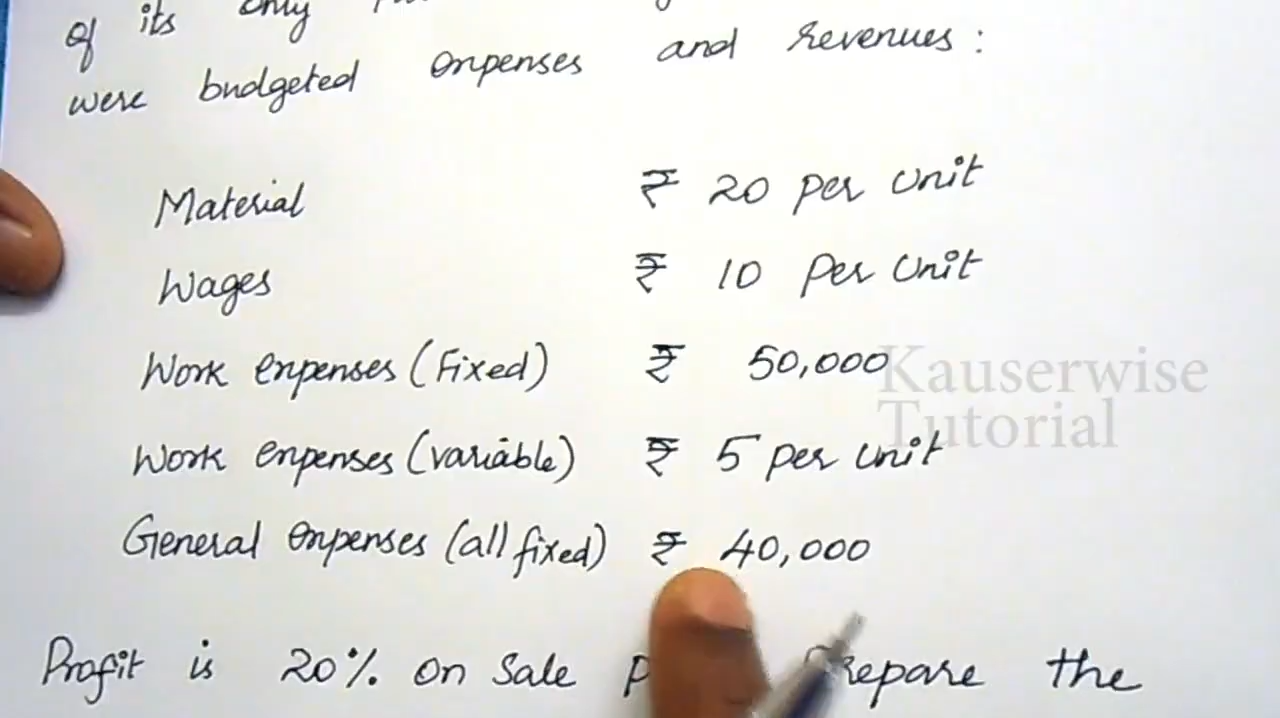 of its only
were budgeted expenses and revenues :
Material ₹ 20 per unit
Wages ₹ 10 Per Unit
Work expenses (Fixed) ₹ 50,000
Work expenses (variable) ₹ 5 per unit
General expenses (all fixed) ₹ 40,000
Profit is 20% on sale Prepare the
Kauserwise
Tutorial